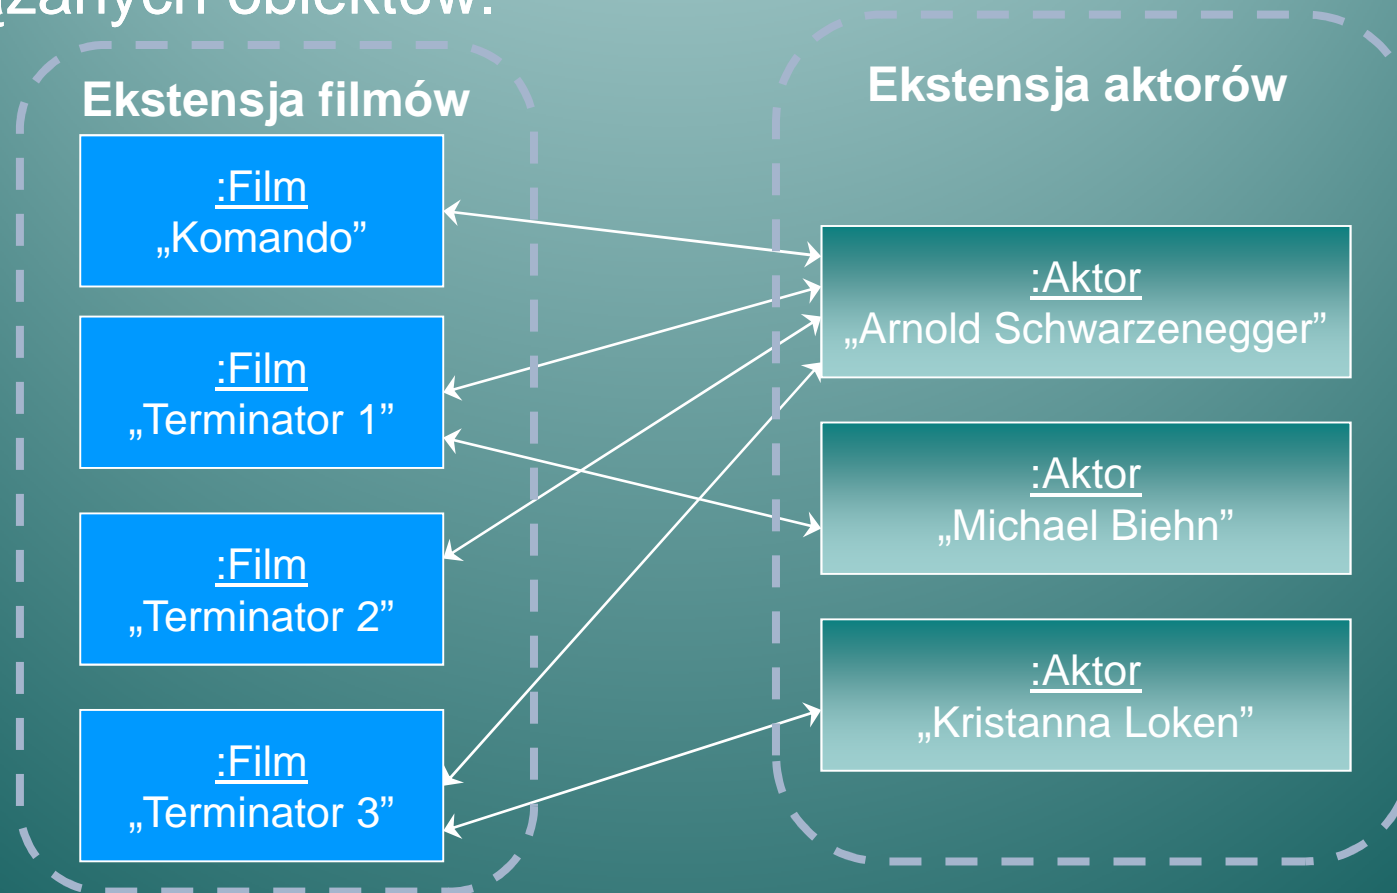 obiektów.
Ekstensja filmów
:Film
„Komando”
:Film
„Terminator 1”
:Film
„Terminator 2”
:Film
„Terminator 3”
Ekstensja aktorów
:Aktor
„Arnold Schwarzenegger”
:Aktor
„Michael Biehn”
:Aktor
„Kristanna Loken”